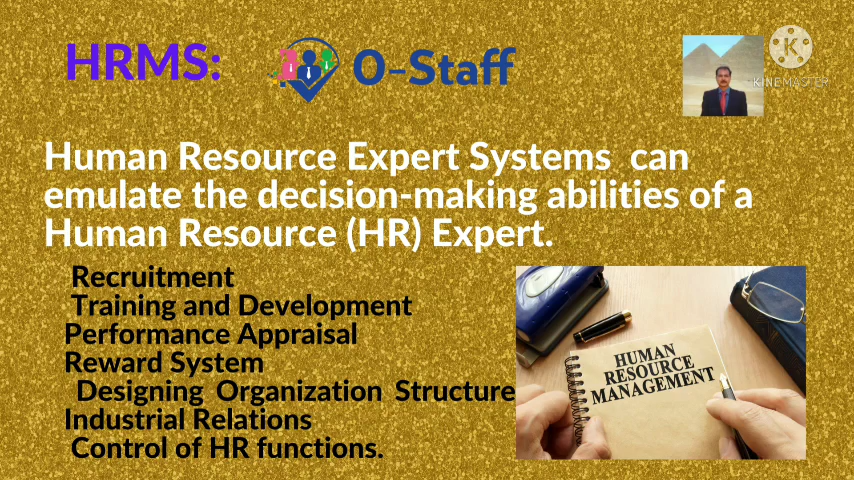 HRMS: O-Staff
K
KINEMASTER
Human Resource Expert Systems can
emulate the decision-making abilities of a
Human Resource (HR) Expert.
Recruitment
Training and Development
Performance Appraisal
Reward System
Designing Organization Structure
Industrial Relations
Control of HR functions.
HUMAN
RESOURCE
MANAGEMENT